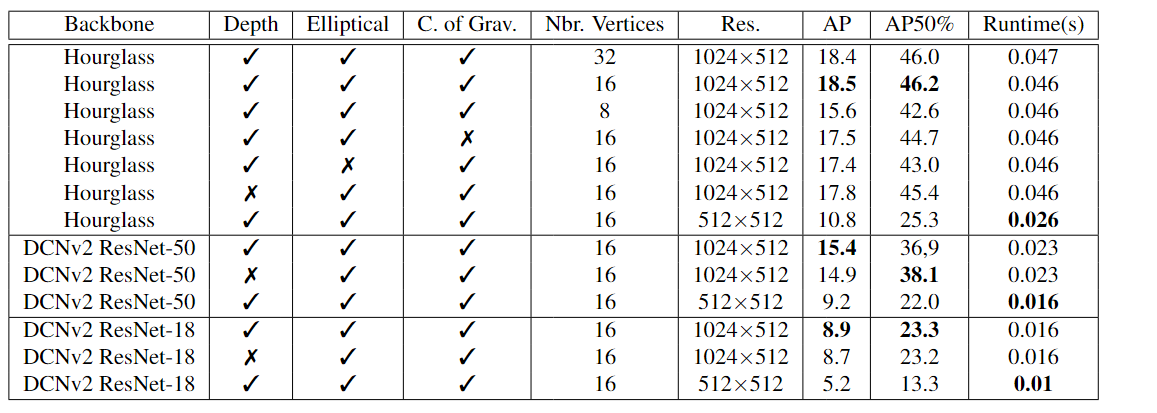 Backbone Depth Elliptical C. of Grav. Nbr. Vertices Res. AP AP50% Runtime(s)
Hourglass ✓ ✓ ✓ 32 1024×512 18.4 46.0 0.047
Hourglass ✓ ✓ ✓ 16 1024×512 18.5 46.2 0.046
Hourglass ✓ ✓ ✓ 8 1024×512 15.6 42.6 0.046
Hourglass ✓ ✓ ✗ 16 1024×512 17.5 44.7 0.046
Hourglass ✓ ✗ ✓ 16 1024×512 17.4 43.0 0.046
Hourglass ✗ ✓ ✓ 16 1024×512 17.8 45.4 0.046
Hourglass ✓ ✓ ✓ 16 512×512 10.8 25.3 0.026
DCNv2 ResNet-50 ✓ ✓ ✓ 16 1024×512 15.4 36,9 0.023
DCNv2 ResNet-50 ✗ ✓ ✓ 16 1024×512 14.9 38.1 0.023
DCNv2 ResNet-50 ✓ ✓ ✓ 16 512×512 9.2 22.0 0.016
DCNv2 ResNet-18 ✓ ✓ ✓ 16 1024×512 8.9 23.3 0.016
DCNv2 ResNet-18 ✗ ✓ ✓ 16 1024×512 8.7 23.2 0.016
DCNv2 ResNet-18 ✓ ✓ ✓ 16 512×512 5.2 13.3 0.01